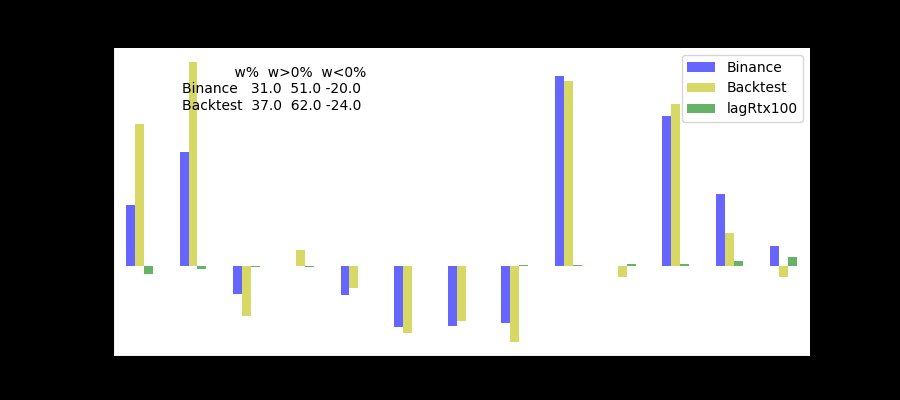 w% w>0% w<0%
Binance 31.0 51.0 -20.0
Backtest 37.0 62.0 -24.0
Binance
Backtest
lagRtx100